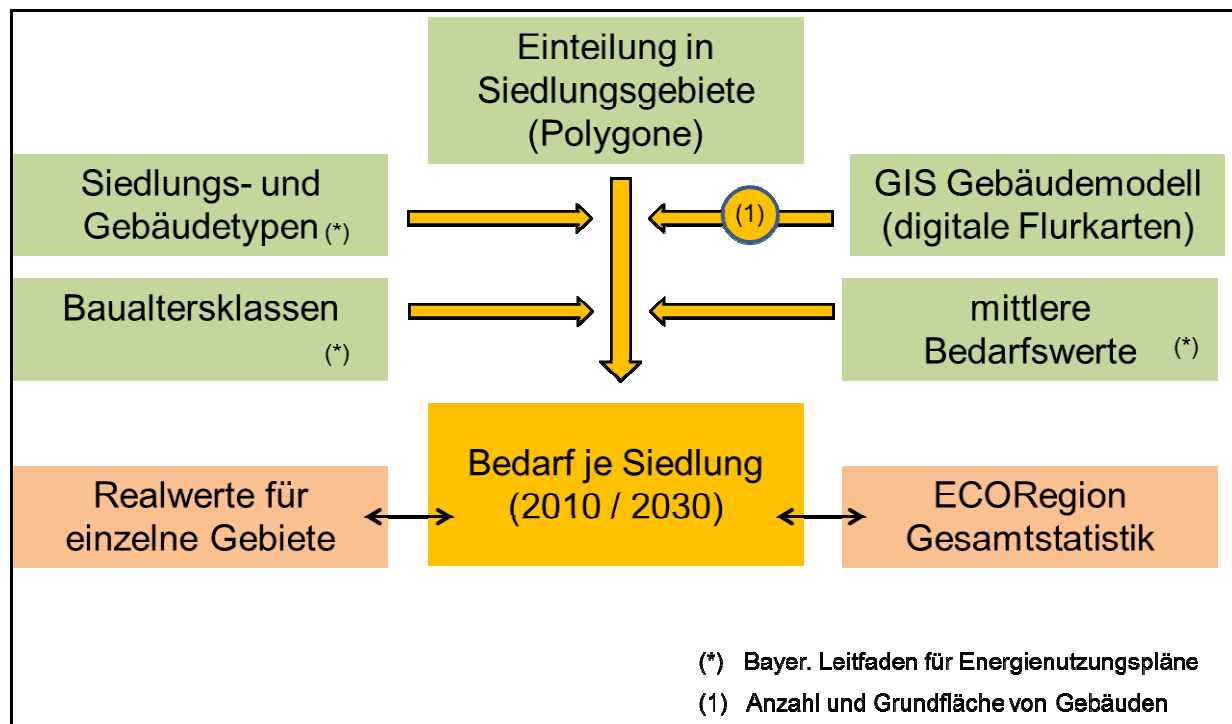 Einteilung in
Siedlungsgebiete
(Polygone)
Siedlungs- und
Gebäudetypen (*)
(1)
GIS Gebäudemodell
(digitale Flurkarten)
Baualtersklassen
(*)
mittlere
Bedarfswerte (*)
Bedarf je Siedlung
(2010 / 2030)
Realwerte für
einzelne Gebiete
ECORegion
Gesamtstatistik
(*) Bayer. Leitfaden für Energienutzungspläne
(1) Anzahl und Grundfläche von Gebäuden